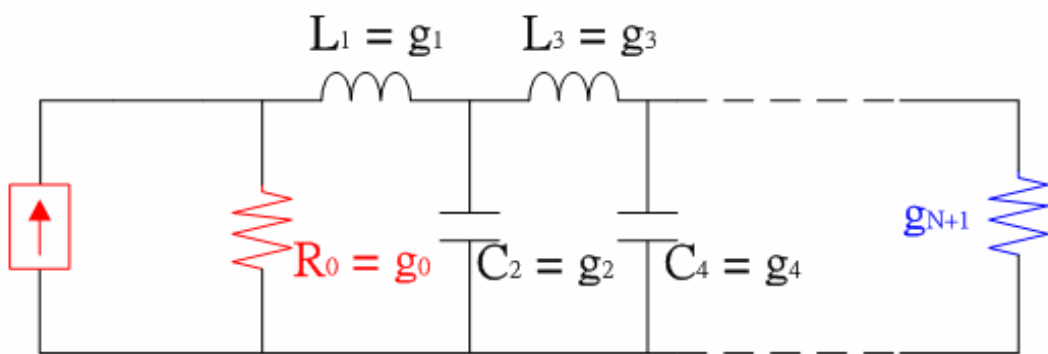 L₁ = g₁
L₃ = g₃
R₀ = g₀
C₂ = g₂
C₄ = g₄
gN+1